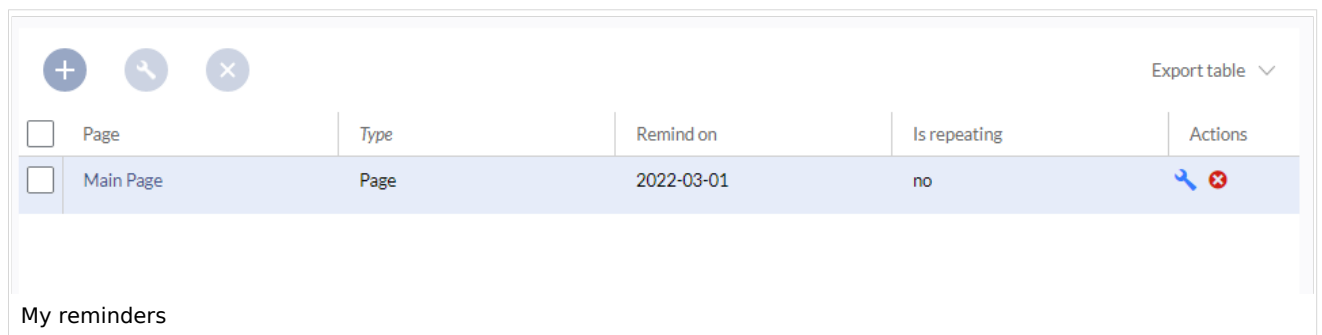 Export table
Page Type Remind on Is repeating Actions
Main Page Page 2022-03-01 no
My reminders